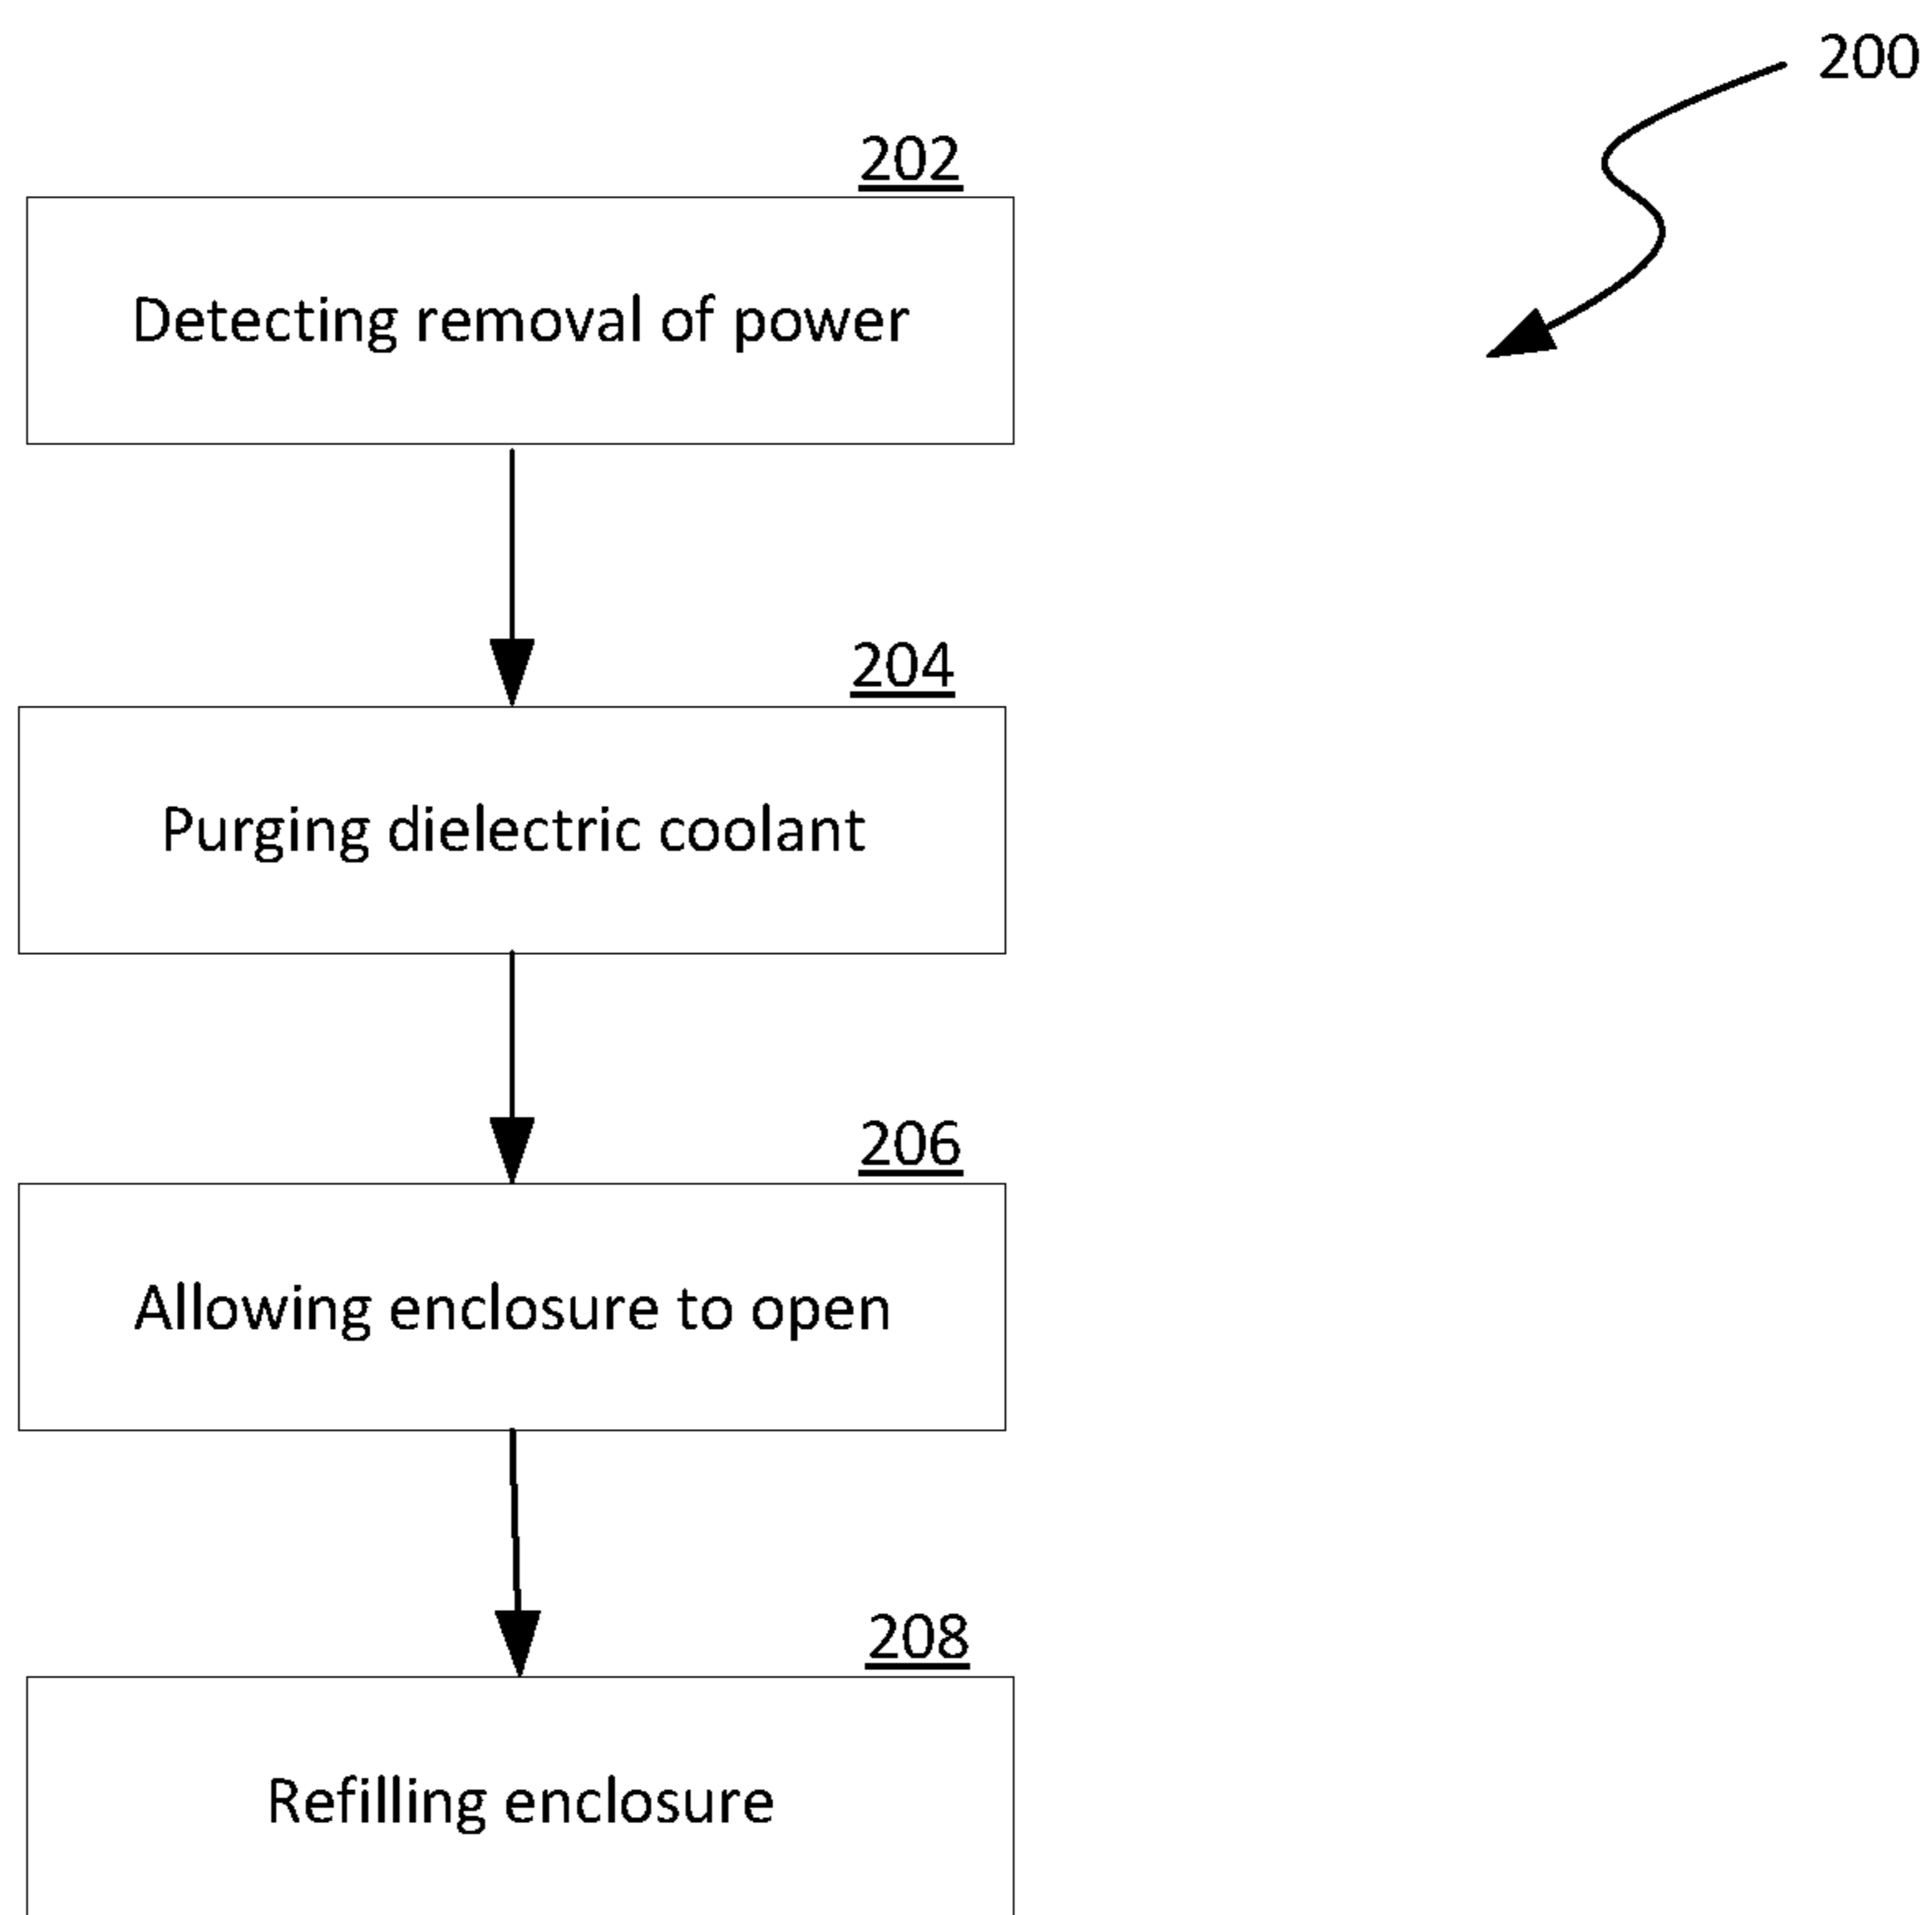 200
202
Detecting removal of power
204
Purging dielectric coolant
206
Allowing enclosure to open
208
Refilling enclosure